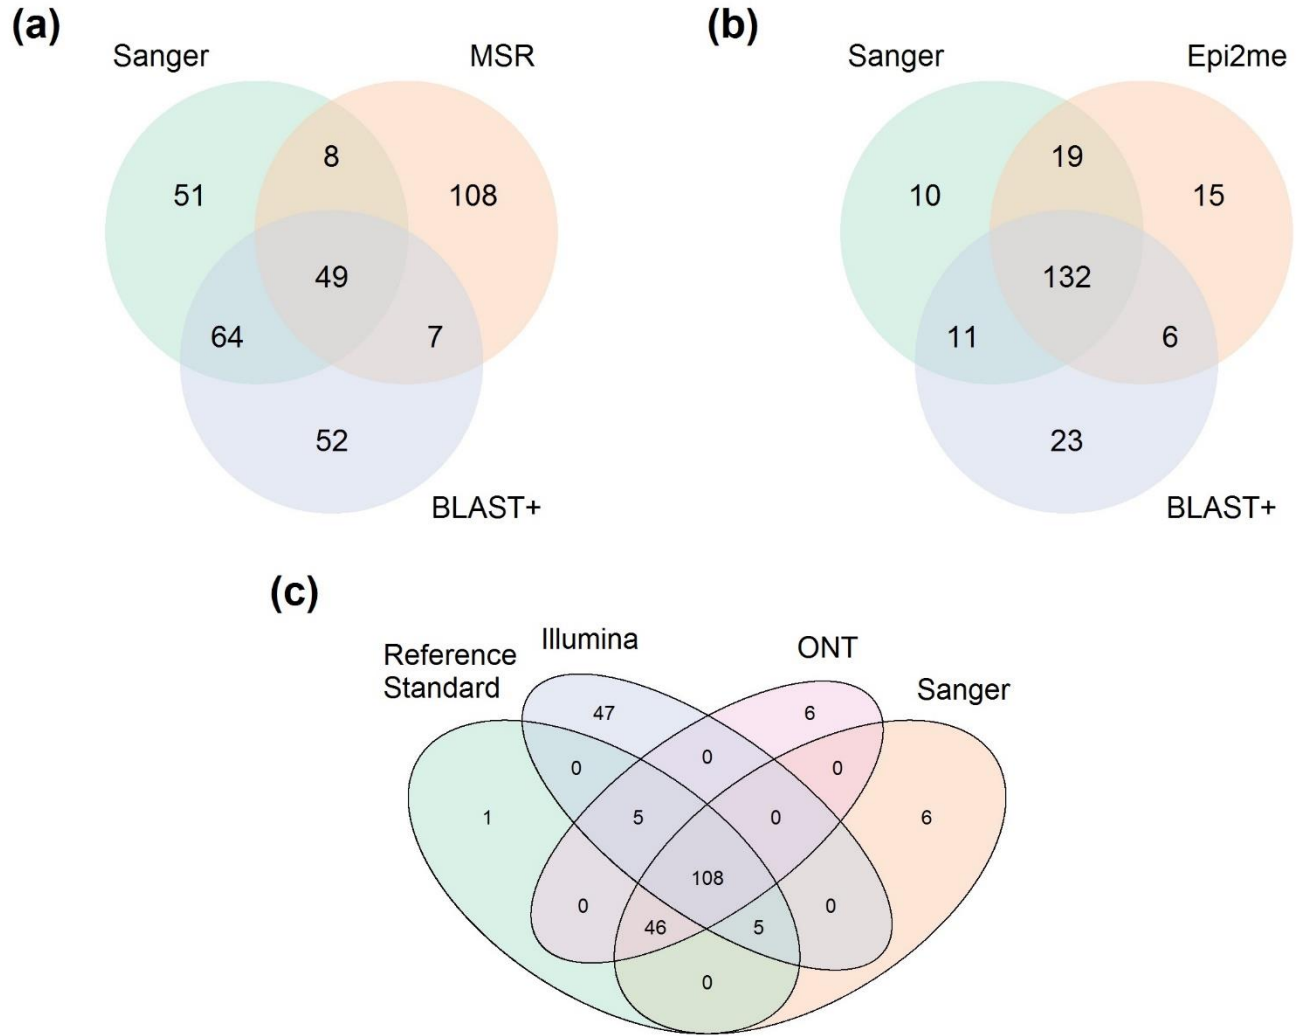 (a)
Sanger
MSR
8
51
108
49
64
7
52
BLAST+
(b)
Sanger
Epi2me
19
10
15
132
11
6
23
BLAST+
(c)
Reference
Standard
Illumina
ONT
Sanger
47
6
0
0
0
1
5
0
6
108
0
46
5
0
0